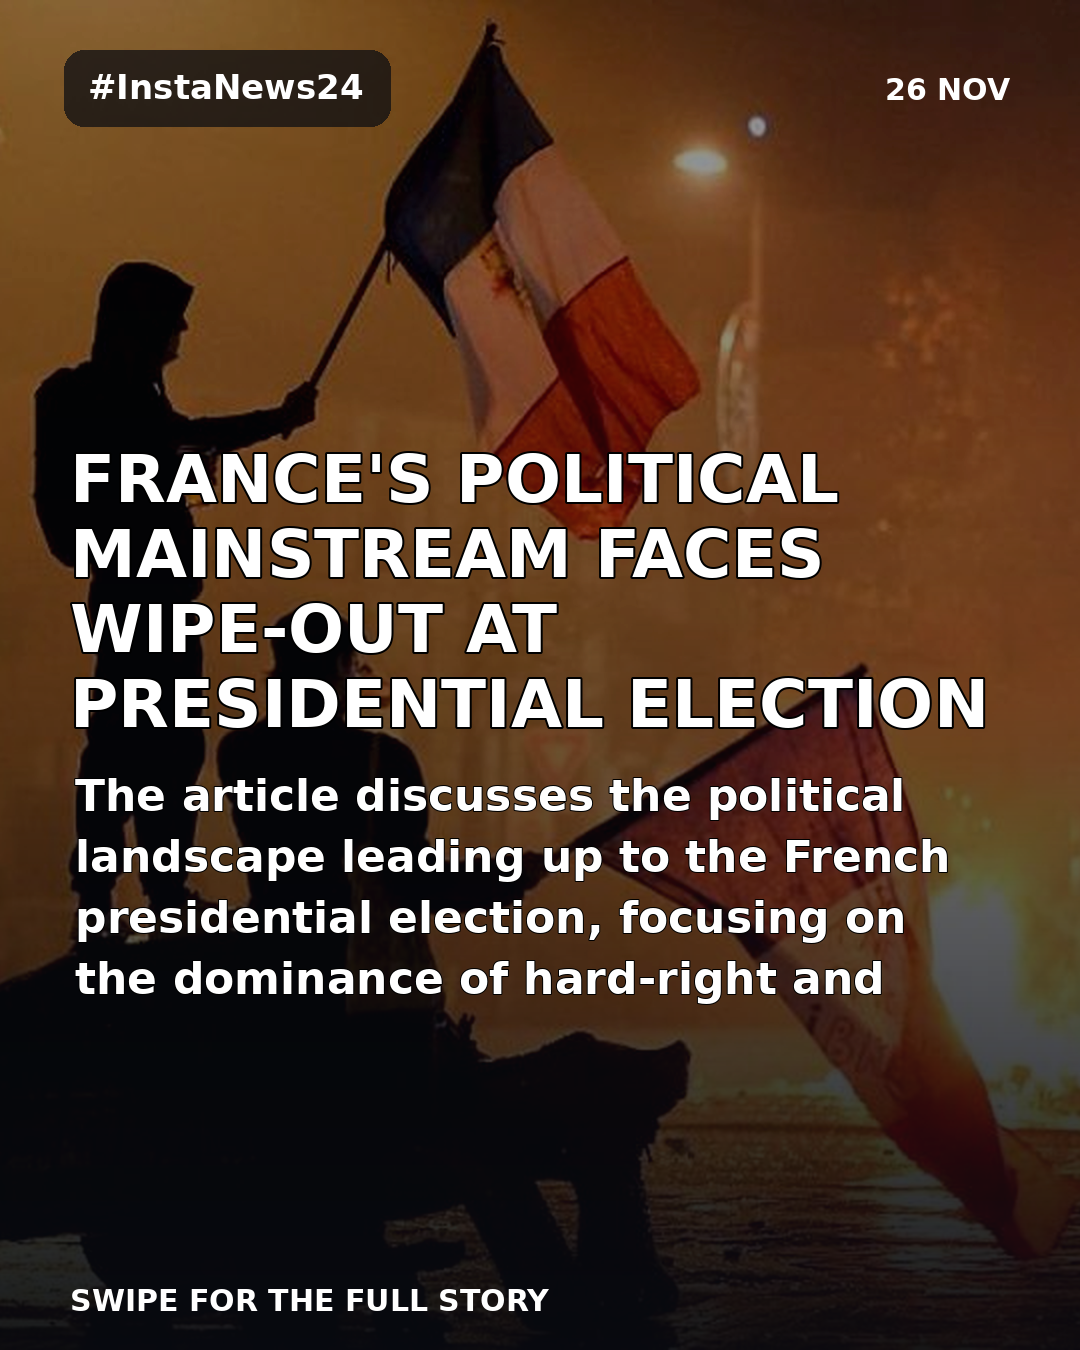 #InstaNews24
26 NOV
FRANCE'S POLITICAL
MAINSTREAM FACES
WIPE-OUT AT
PRESIDENTIAL ELECTION
The article discusses the political
landscape leading up to the French
presidential election, focusing on
the dominance of hard-right and
SWIPE FOR THE FULL STORY